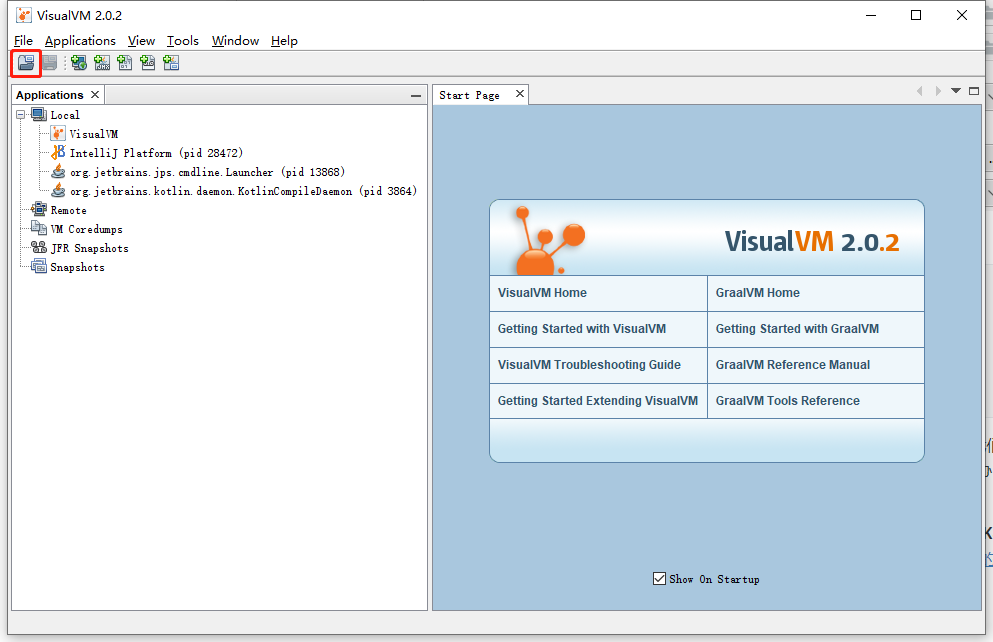 VisualVM 2.0.2
File Applications View Tools Window Help
Applications
Local
VisualVM
IntelliJ Platform (pid 28472)
org.jetbrains.jps.cmdline.Launcher (pid 13868)
org.jetbrains.kotlin.daemon.KotlinCompileDaemon (pid 3864)
Remote
VM Coredumps
JFR Snapshots
Snapshots
Start Page
VisualVM 2.0.2
VisualVM Home
GraalVM Home
Getting Started with VisualVM
Getting Started with GraalVM
VisualVM Troubleshooting Guide
GraalVM Reference Manual
Getting Started Extending VisualVM
GraalVM Tools Reference
Show On Startup